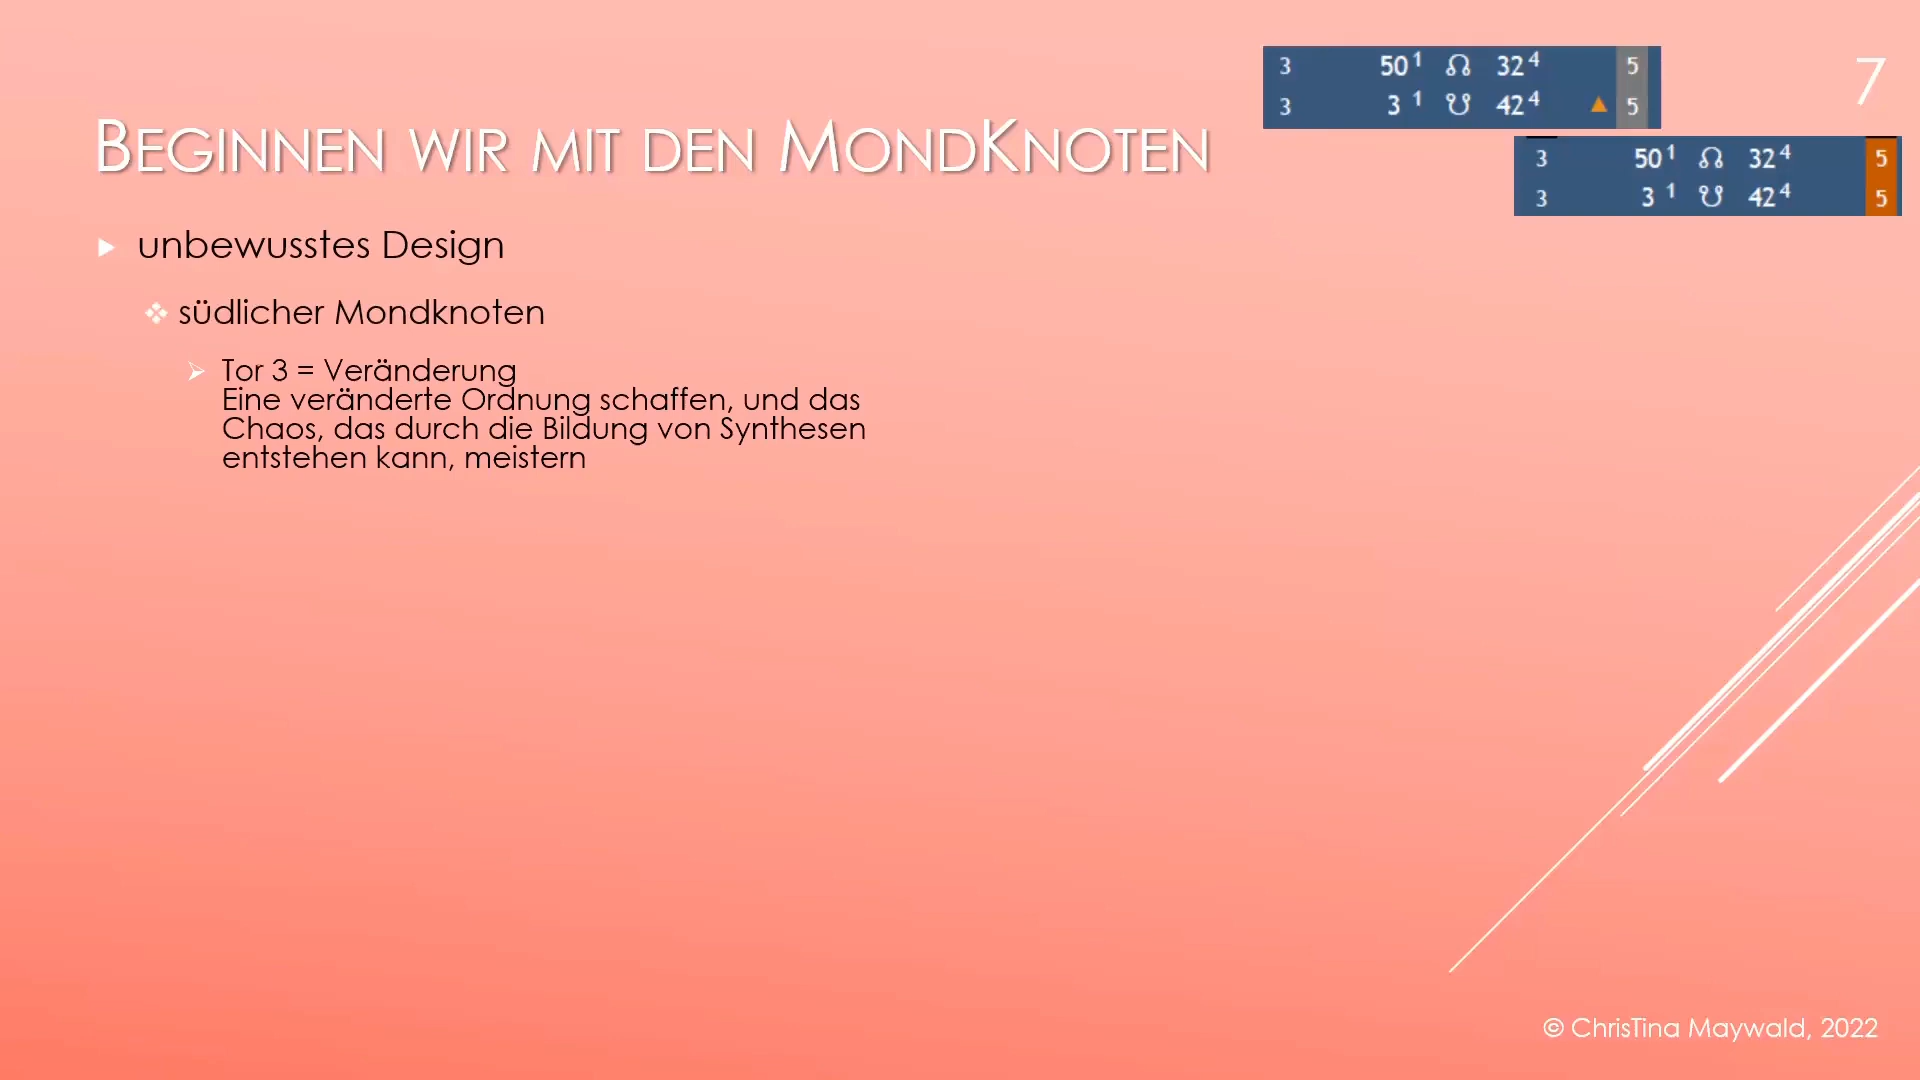 3 50 1 ☊ 32 4 5
3 3 1 ☋ 42 4 ▲ 5
7
Beginnen wir mit den MondKnoten
3 50 1 ☊ 32 4 5
3 3 1 ☋ 42 4 5
unbewusstes Design
südlicher Mondknoten
Tor 3 = Veränderung
Eine veränderte Ordnung schaffen, und das
Chaos, das durch die Bildung von Synthesen
entstehen kann, meistern
© ChrisTina Maywald, 2022